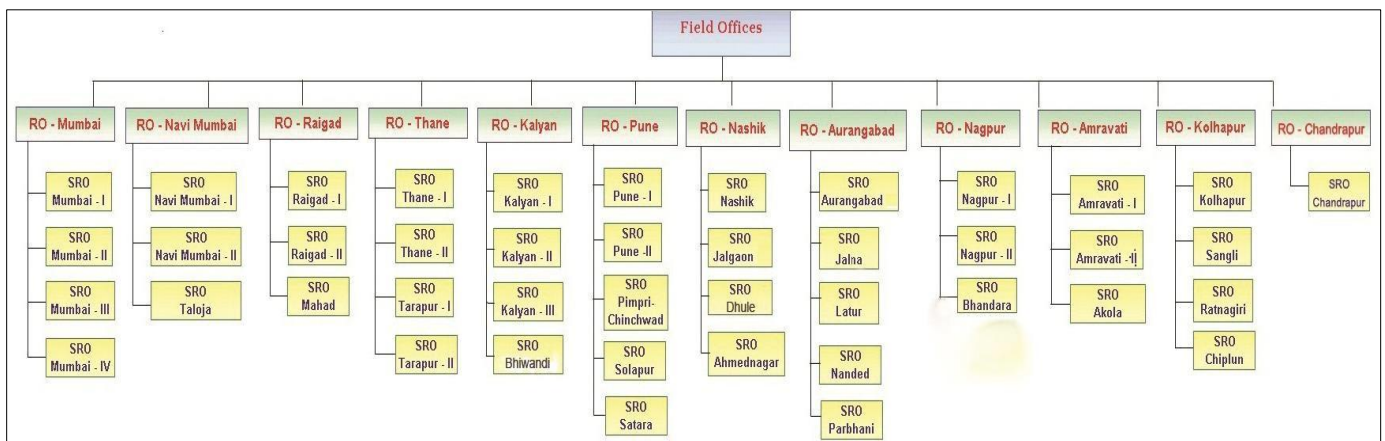 Field Offices
RO - Mumbai
SRO
Mumbai - I
SRO
Mumbai - II
SRO
Mumbai - III
SRO
Mumbai - IV
RO - Navi Mumbai
SRO
Navi Mumbai - I
SRO
Navi Mumbai - II
SRO
Taloja
RO - Raigad
SRO
Raigad - I
SRO
Raigad - II
SRO
Mahad
RO - Thane
SRO
Thane - I
SRO
Thane - II
SRO
Tarapur - I
SRO
Tarapur - II
RO - Kalyan
SRO
Kalyan - I
SRO
Kalyan - II
SRO
Kalyan - III
SRO
Bhiwandi
RO - Pune
SRO
Pune - I
SRO
Pune -II
SRO
Pimpri-
Chinchwad
SRO
Solapur
SRO
Satara
RO - Nashik
SRO
Nashik
SRO
Jalgaon
SRO
Dhule
SRO
Ahmednagar
RO - Aurangabad
SRO
Aurangabad
SRO
Jalna
SRO
Latur
SRO
Nanded
SRO
Parbhani
RO - Nagpur
SRO
Nagpur - I
SRO
Nagpur - II
SRO
Bhandara
RO - Amravati
SRO
Amravati - I
SRO
Amravati - II
SRO
Akola
RO - Kolhapur
SRO
Kolhapur
SRO
Sangli
SRO
Ratnagiri
SRO
Chiplun
RO - Chandrapur
SRO
Chandrapur